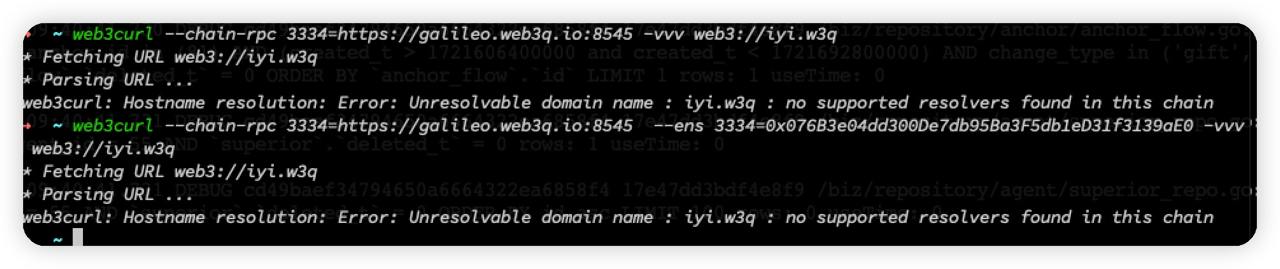 ~ web3curl --chain-rpc 3334=https://galileo.web3q.io:8545 -vvv web3://iyi.w3q
* Fetching URL web3://iyi.w3q
* Parsing URL ...
web3curl: Hostname resolution: Error: Unresolvable domain name : iyi.w3q : no supported resolvers found in this chain
~ web3curl --chain-rpc 3334=https://galileo.web3q.io:8545  --ens 3334=0x076B3e04dd300De7db95Ba3F5db1eD31f3139aE0 -vvv
web3://iyi.w3q
* Fetching URL web3://iyi.w3q
* Parsing URL ...
web3curl: Hostname resolution: Error: Unresolvable domain name : iyi.w3q : no supported resolvers found in this chain
~